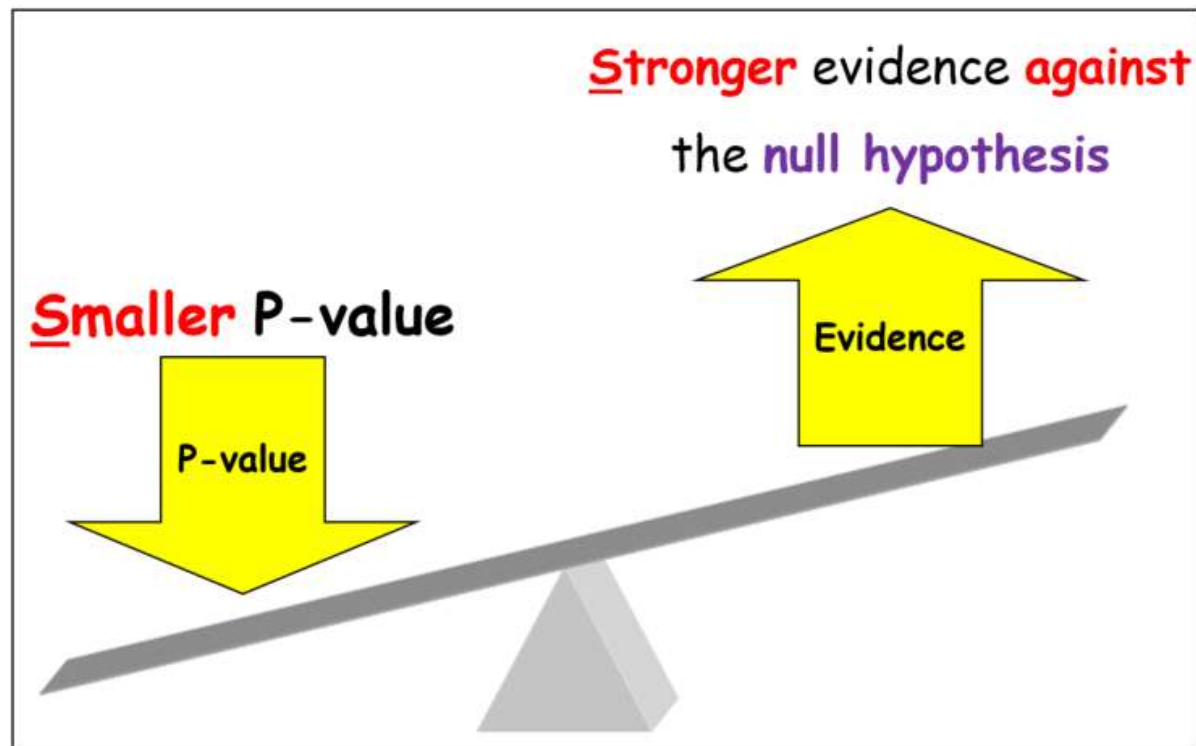 Stronger evidence against
the null hypothesis
Smaller P-value
P-value
Evidence